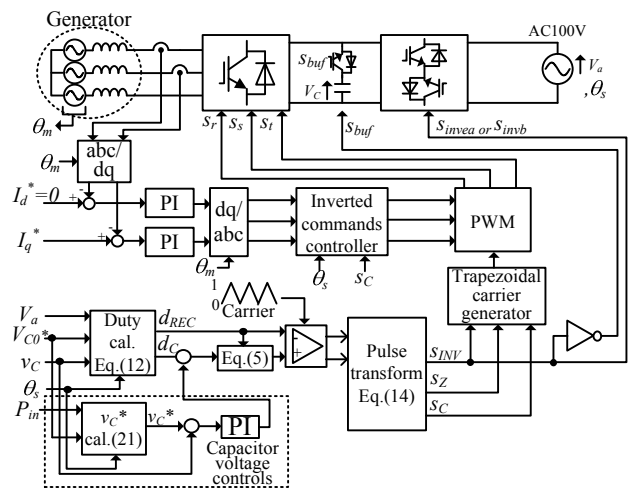 Generator
AC100V
s_buf
V_C
V_a
,θ_s
θ_m
s_r s_s s_t
s_buf
s_invea or s_invb
θ_m
abc/
dq
I_d^*=0
+
-
PI
dq/
abc
Inverted
commands
controller
PWM
I_q^*
+
-
PI
θ_m
θ_s
s_C
1
0
Carrier
Trapezoidal
carrier
generator
V_a
V_C0^*
v_C
θ_s
Duty
cal.
Eq.(12)
d_REC
d_C
Eq.(5)
-
+
Pulse
transform
Eq.(14)
s_INV
s_Z
s_C
P_in
v_C^*
cal.(21)
v_C^*
PI
Capacitor
voltage
controls